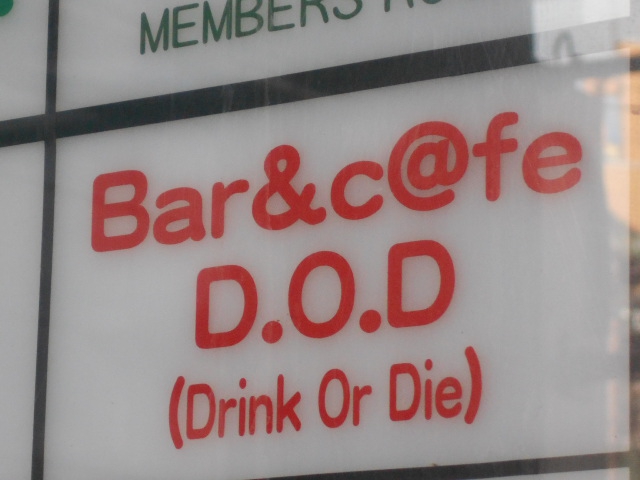 MEMBERS
Bar&c@fe
D.O.D
(Drink Or Die)